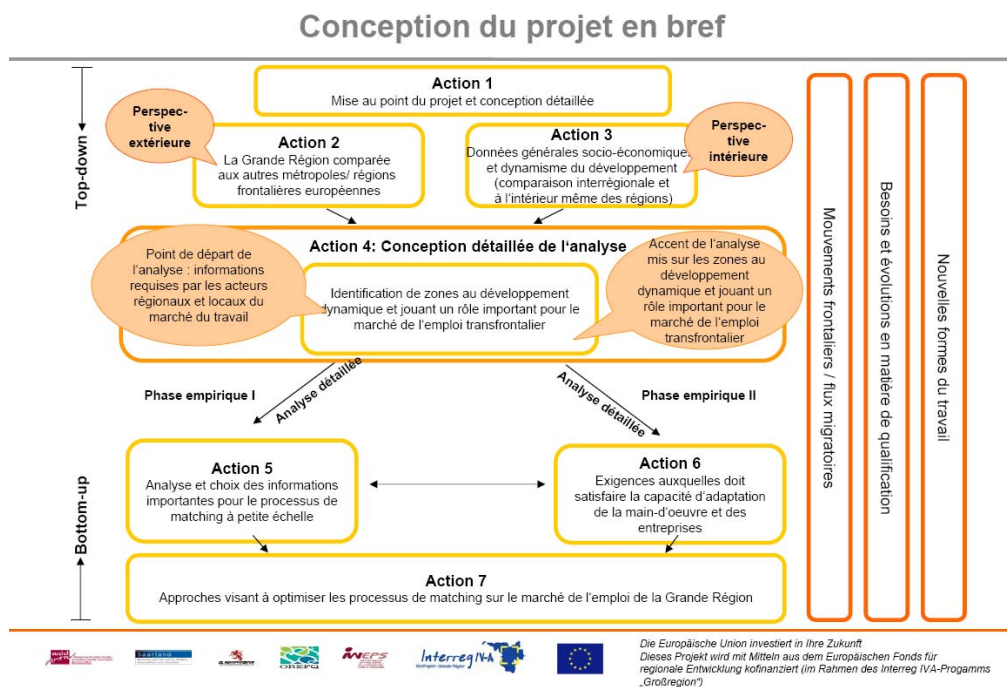 Conception du projet en bref
Top-down
Action 1
Mise au point du projet et conception détaillée
Perspec-
tive
extérieure
Action 2
La Grande Région comparée
aux autres métropoles/ régions
frontalières européennes
Action 3
Données générales socio-économique
et dynamisme du développement
(comparaison interrégionale et
à l'intérieur même des régions)
Perspec-
tive
intérieure
Action 4: Conception détaillée de l'analyse
Point de départ de
l'analyse : informations
requises par les acteurs
régionaux et locaux du
marché du travail
Identification de zones au développement
dynamique et jouant un rôle important pour le
marché de l'emploi transfrontalier
Accent de l'analyse
mis sur les zones au
développement
dynamique et jouant un
rôle important pour le
marché de l'emploi
transfrontalier
Phase empirique I
Analyse détaillée
Analyse détaillée
Phase empirique II
Bottom-up
Action 5
Analyse et choix des informations
importantes pour le processus de
matching à petite échelle
Action 6
Exigences auxquelles doit
satisfaire la capacité d'adaptation
de la main-d'oeuvre et des
entreprises
Action 7
Approches visant à optimiser les processus de matching sur le marché de l'emploi de la Grande Région
Mouvements frontaliers / flux migratoires
Besoins et évolutions en matière de qualification
Nouvelles formes du travail
Saarland
OREFQ
INEPS
Interreg IV-A
Die Europäische Union investiert in Ihre Zukunft
Dieses Projekt wird mit Mitteln aus dem Europäischen Fonds für
regionale Entwicklung kofinanziert (im Rahmen des Interreg IVA-Progamms
„Großregion")